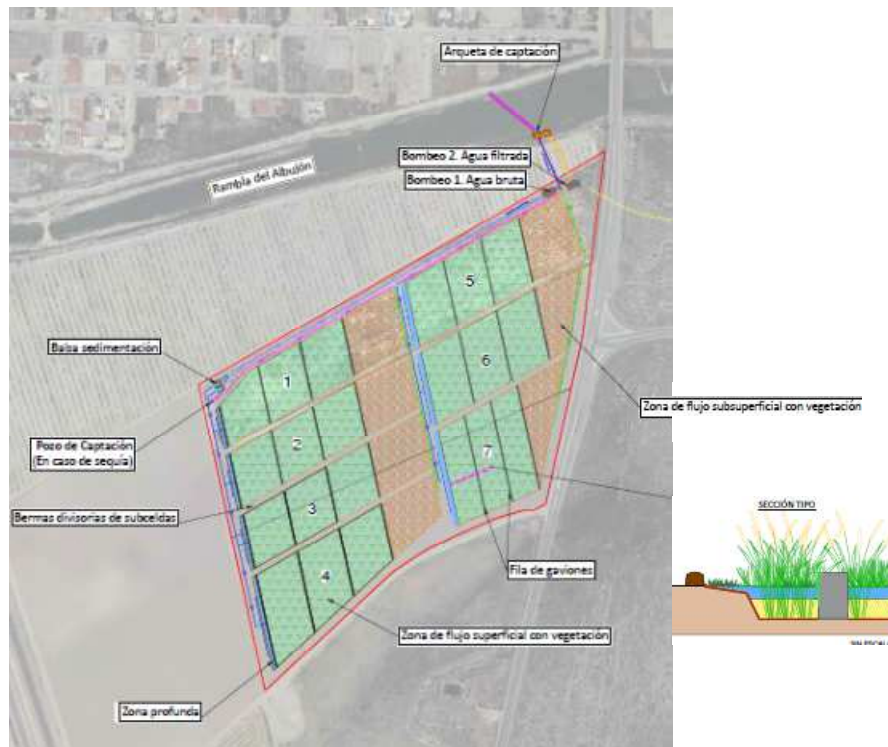 Arqueta de captación
Bombeo 2. Agua filtrada
Bombeo 1. Agua bruta
Rambla del Albujón
5
Balsa sedimentación
1
6
Zona de flujo subsuperficial con vegetación
Pozo de Captación
(En caso de sequía)
2
7
Bermas divisorias de subceldas
3
SECCIÓN TIPO
4
Fila de gaviones
Zona de flujo superficial con vegetación
Zona profunda
SIN